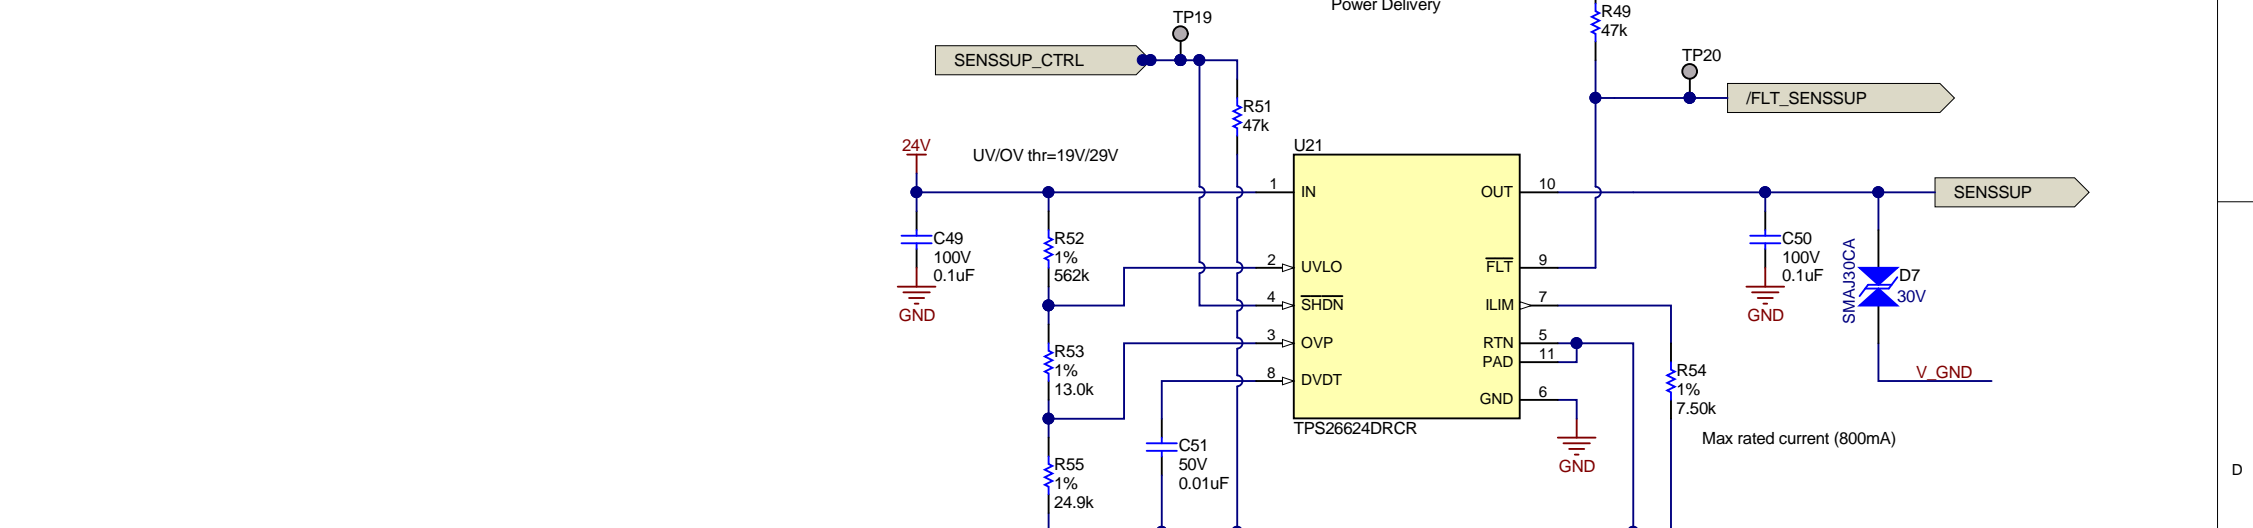 Power Delivery
R49
47k
TP19
SENSSUP_CTRL
TP20
/FLT_SENSSUP
R51
47k
24V
UV/OV thr=19V/29V
U21
1
IN
OUT
10
SENSSUP
C49
100V
0.1uF
GND
R52
1%
562k
2
UVLO
FLT
9
4
SHDN
ILIM
7
3
OVP
RTN
5
PAD
11
8
DVDT
GND
6
TPS26624DRCR
GND
C50
100V
0.1uF
GND
SMAJ30CA
D7
30V
V_GND
R53
1%
13.0k
R54
1%
7.50k
Max rated current (800mA)
C51
50V
0.01uF
R55
1%
24.9k
D